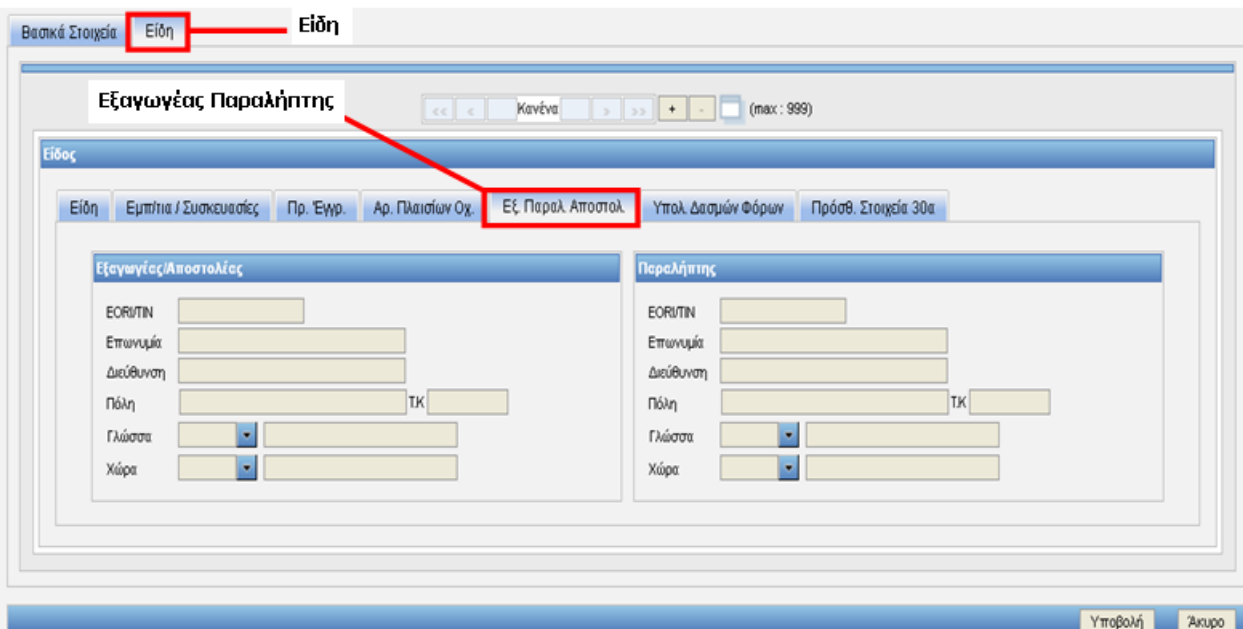 Βασικά Στοιχεία Είδη Είδη
Εξαγωγέας Παραλήπτης
<< < Κανένα > >> + - (max : 999)
Είδος
Είδη Εμπ/τια / Συσκευασίες Πρ. Έγγρ. Αρ. Πλαισίων Οχ. Εξ. Παραλ. Αποστολ. Υπολ. Δασμών Φόρων Πρόσθ. Στοιχεία 30α
Εξαγωγέας/Αποστολέας Παραλήπτης
EORI/TIN EORI/TIN
Επωνυμία Επωνυμία
Διεύθυνση Διεύθυνση
Πόλη Τ.Κ Πόλη Τ.Κ
Γλώσσα Γλώσσα
Χώρα Χώρα
Υποβολή Άκυρο